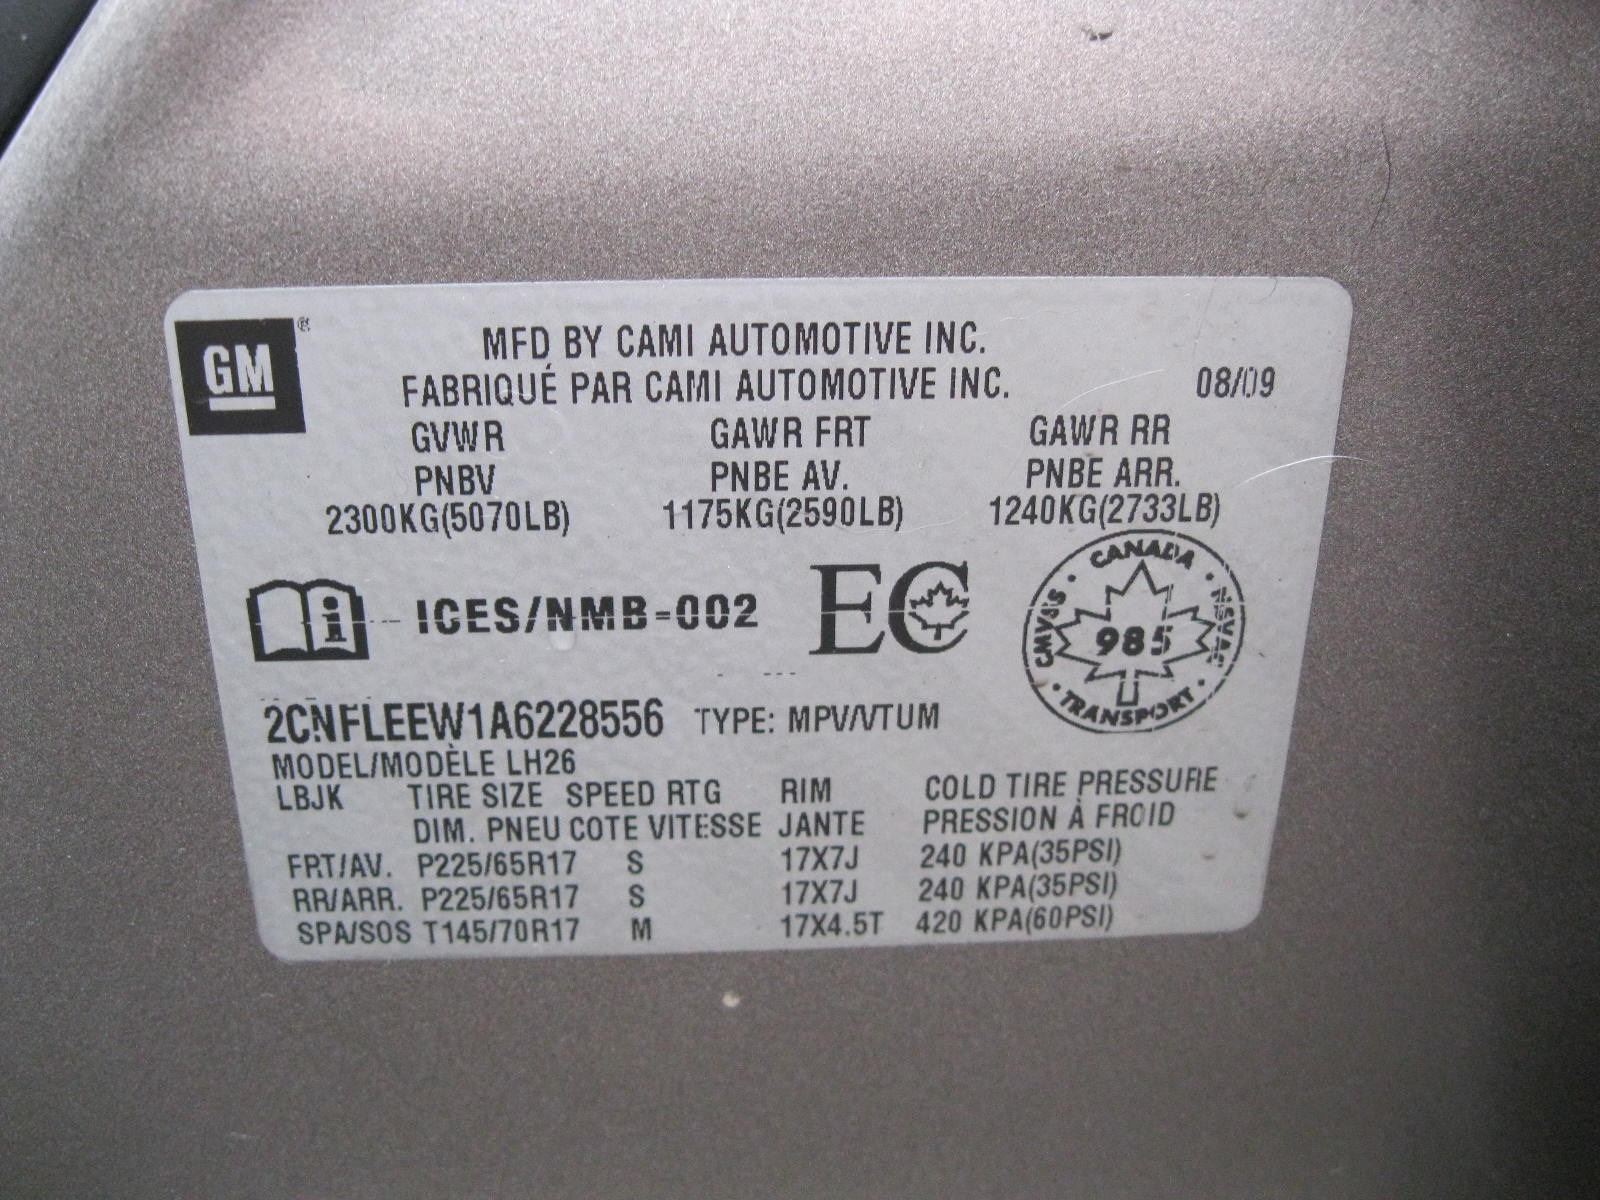 GM ®
MFD BY CAMI AUTOMOTIVE INC.
FABRIQUÉ PAR CAMI AUTOMOTIVE INC. 08/09
GVWR GAWR FRT GAWR RR
PNBV PNBE AV. PNBE ARR.
2300KG(5070LB) 1175KG(2590LB) 1240KG(2733LB)
i ICES/NMB-002 EC
CANADA
CMVSS 985 NSVAC
TRANSPORT
2CNFLEEW1A6228556 TYPE: MPV/VTUM
MODEL/MODÈLE LH26
LBJK TIRE SIZE SPEED RTG RIM COLD TIRE PRESSURE
DIM. PNEU COTE VITESSE JANTE PRESSION À FROID
FRT/AV. P225/65R17 S 17X7J 240 KPA(35PSI)
RR/ARR. P225/65R17 S 17X7J 240 KPA(35PSI)
SPA/SOS T145/70R17 M 17X4.5T 420 KPA(60PSI)